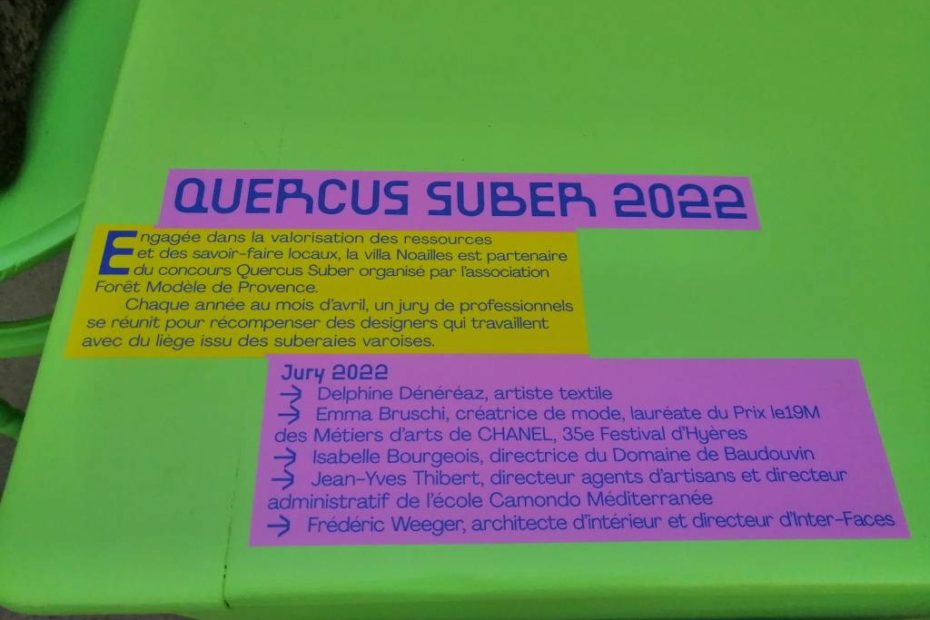 QUERCUS SUBER 2022
Engagée dans la valorisation des ressources
et des savoir-faire locaux, la villa Noailles est partenaire
du concours Quercus Suber organisé par l'association
Forêt Modèle de Provence.
Chaque année au mois d'avril, un jury de professionnels
se réunit pour récompenser des designers qui travaillent
avec du liège issu des suberaies varoises.
Jury 2022
→ Delphine Dénéréaz, artiste textile
→ Emma Bruschi, créatrice de mode, lauréate du Prix le19M
des Métiers d'arts de CHANEL, 35e Festival d'Hyères
→ Isabelle Bourgeois, directrice du Domaine de Baudouvin
→ Jean-Yves Thibert, directeur agents d'artisans et directeur
administratif de l'école Camondo Méditerranée
→ Frédéric Weeger, architecte d'intérieur et directeur d'Inter-Faces